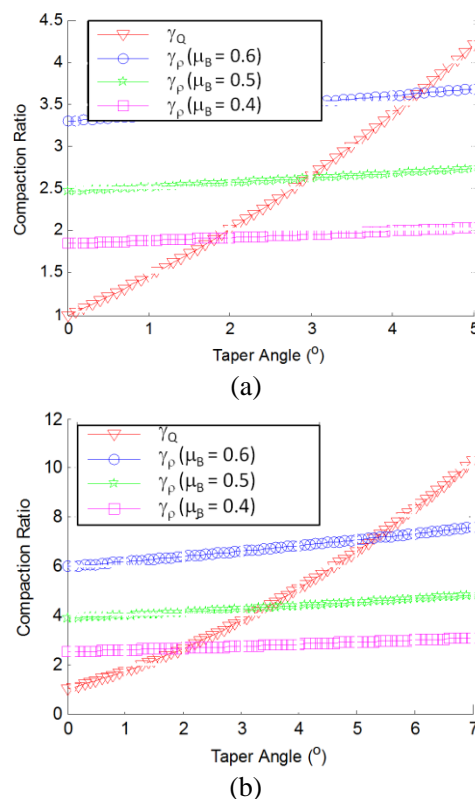 4.5
4
3.5
3
2.5
2
1.5
1
Compaction Ratio
γQ
γρ (μB = 0.6)
γρ (μB = 0.5)
γρ (μB = 0.4)
0 1 2 3 4 5
Taper Angle (o)
(a)
12
10
8
6
4
2
0
Compaction Ratio
γQ
γρ (μB = 0.6)
γρ (μB = 0.5)
γρ (μB = 0.4)
0 1 2 3 4 5 6 7
Taper Angle (o)
(b)